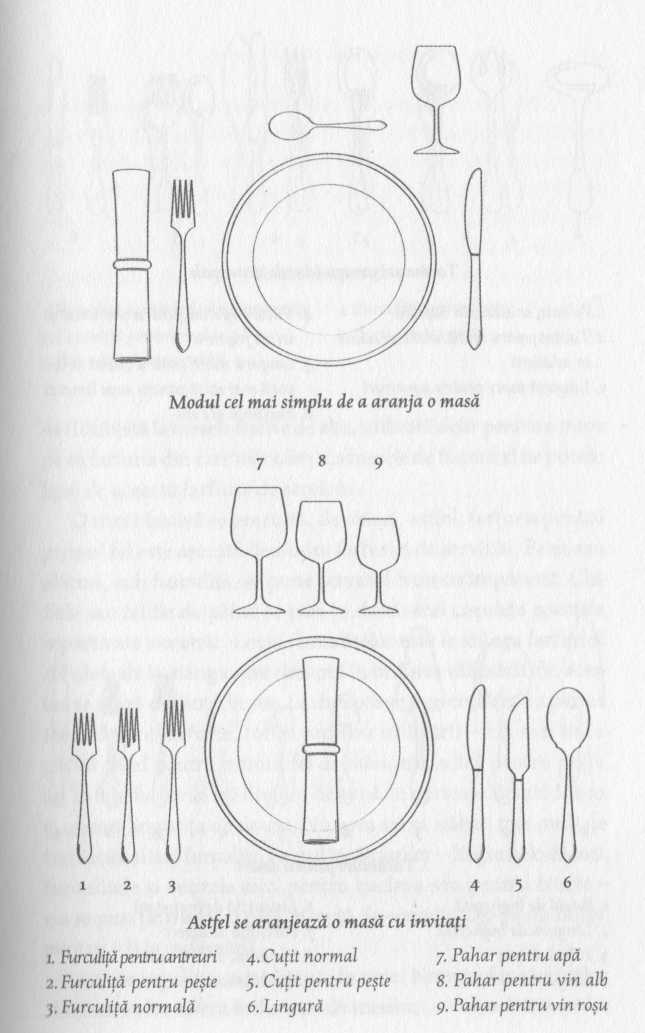 Modul cel mai simplu de a aranja o masă
7 8 9
1 2 3 4 5 6
Astfel se aranjează o masă cu invitați
1. Furculiță pentru antreuri 4. Cuțit normal 7. Pahar pentru apă
2. Furculiță pentru pește 5. Cuțit pentru pește 8. Pahar pentru vin alb
3. Furculiță normală 6. Lingură 9. Pahar pentru vin roșu